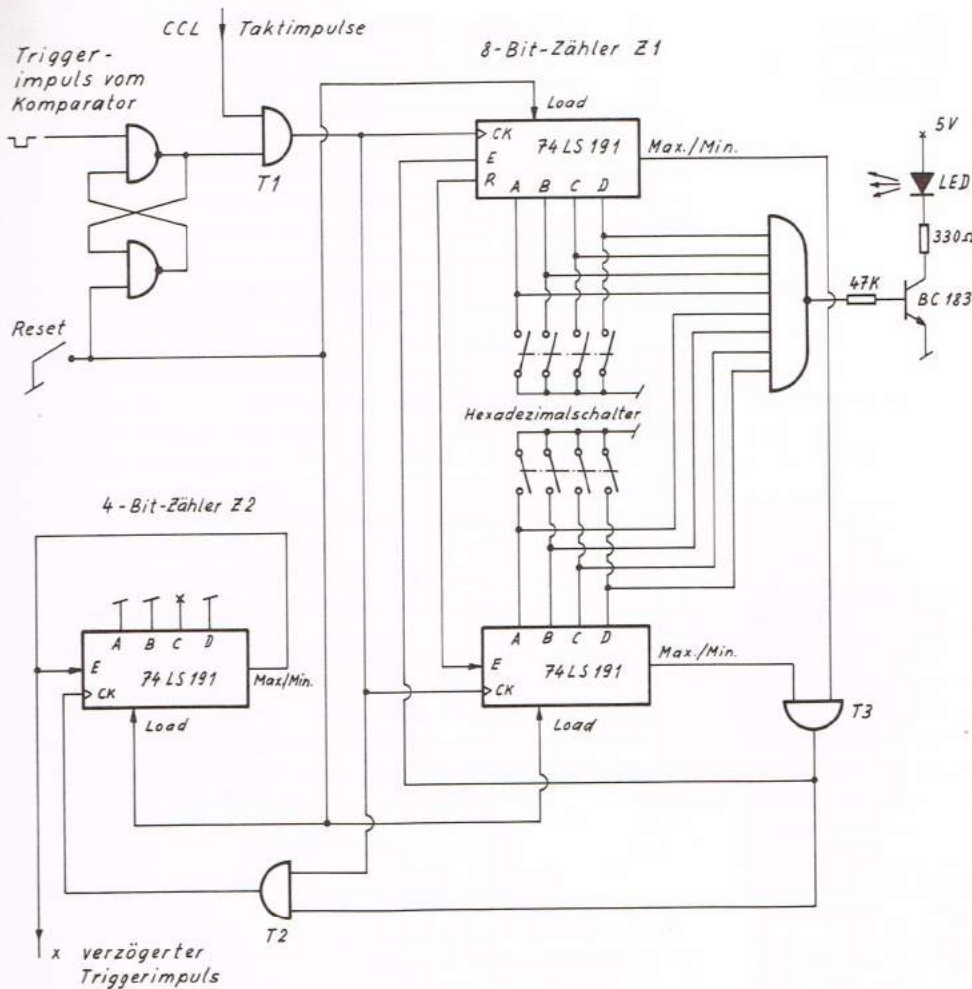 CCL Taktimpulse
8-Bit-Zähler Z1
Trigger-
impuls vom
Komparator
Load
5V
CK
74 LS 191
Max./Min.
E
R
A B C D
T1
LED
330Ω
47K
BC 183
Reset
Hexadezimalschalter
4-Bit-Zähler Z2
A B C D
E
74 LS 191
Max/Min.
CK
Load
A B C D
E
74 LS 191
Max./Min.
CK
Load
T3
T2
x verzögerter
Triggerimpuls